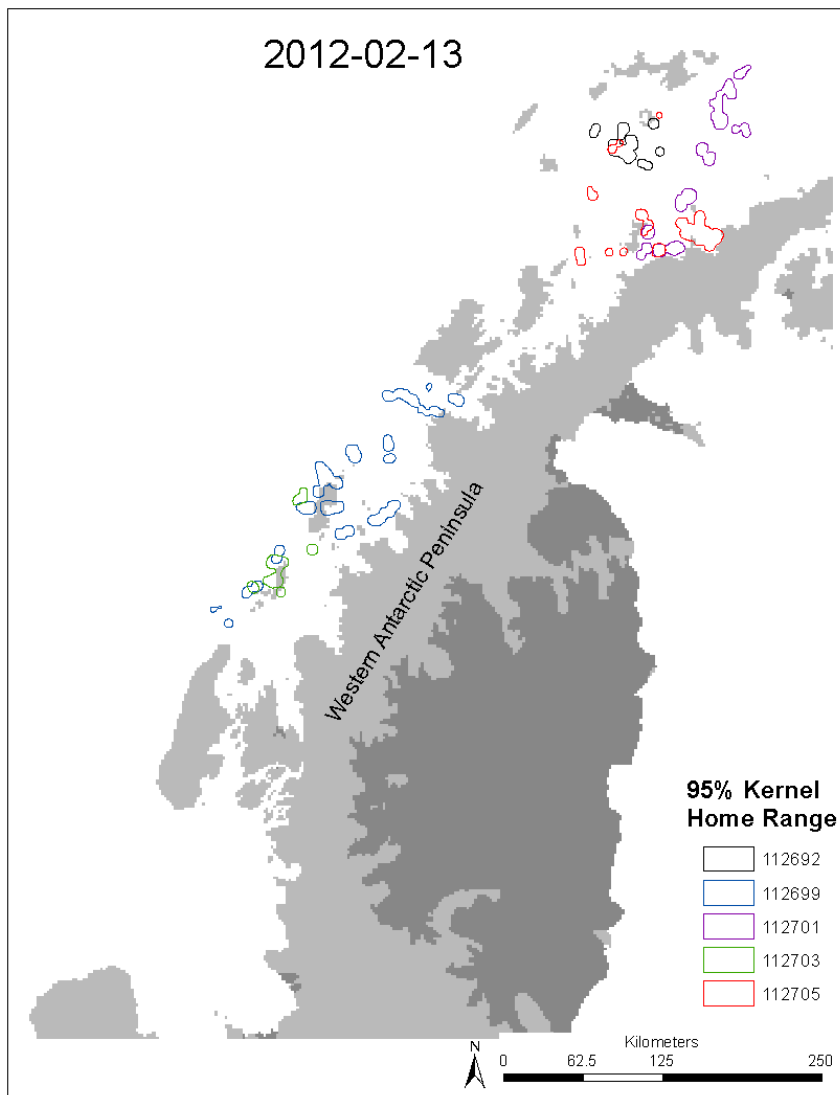 2012-02-13
Western Antarctic Peninsula
95% Kernel
Home Range
112692
112699
112701
112703
112705
N
Kilometers
0 62.5 125 250